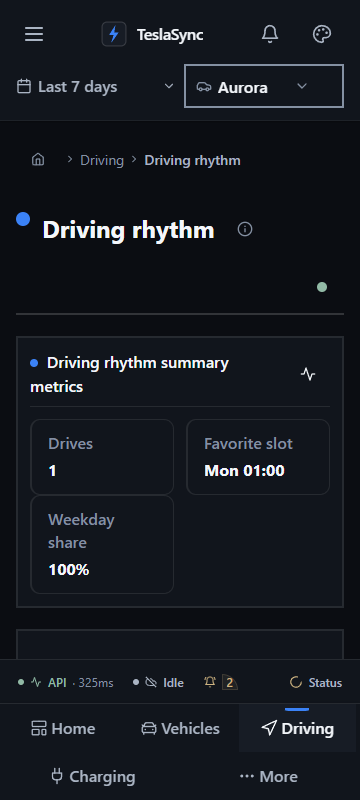 TeslaSync
Last 7 days
Aurora
Driving
Driving rhythm
Driving rhythm
Driving rhythm summary
metrics
Drives
1
Favorite slot
Mon 01:00
Weekday
share
100%
API · 325ms
Idle
2
Status
Home
Vehicles
Driving
Charging
More